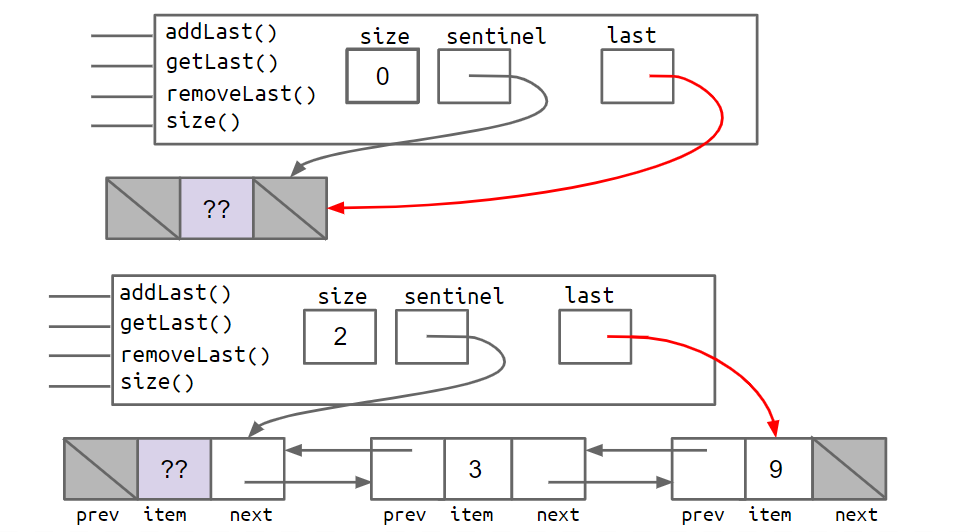 addLast()
size sentinel last
getLast()
0
removeLast()
size()
??
addLast()
size sentinel last
getLast()
2
removeLast()
size()
?? 3 9
prev item next prev item next prev item next